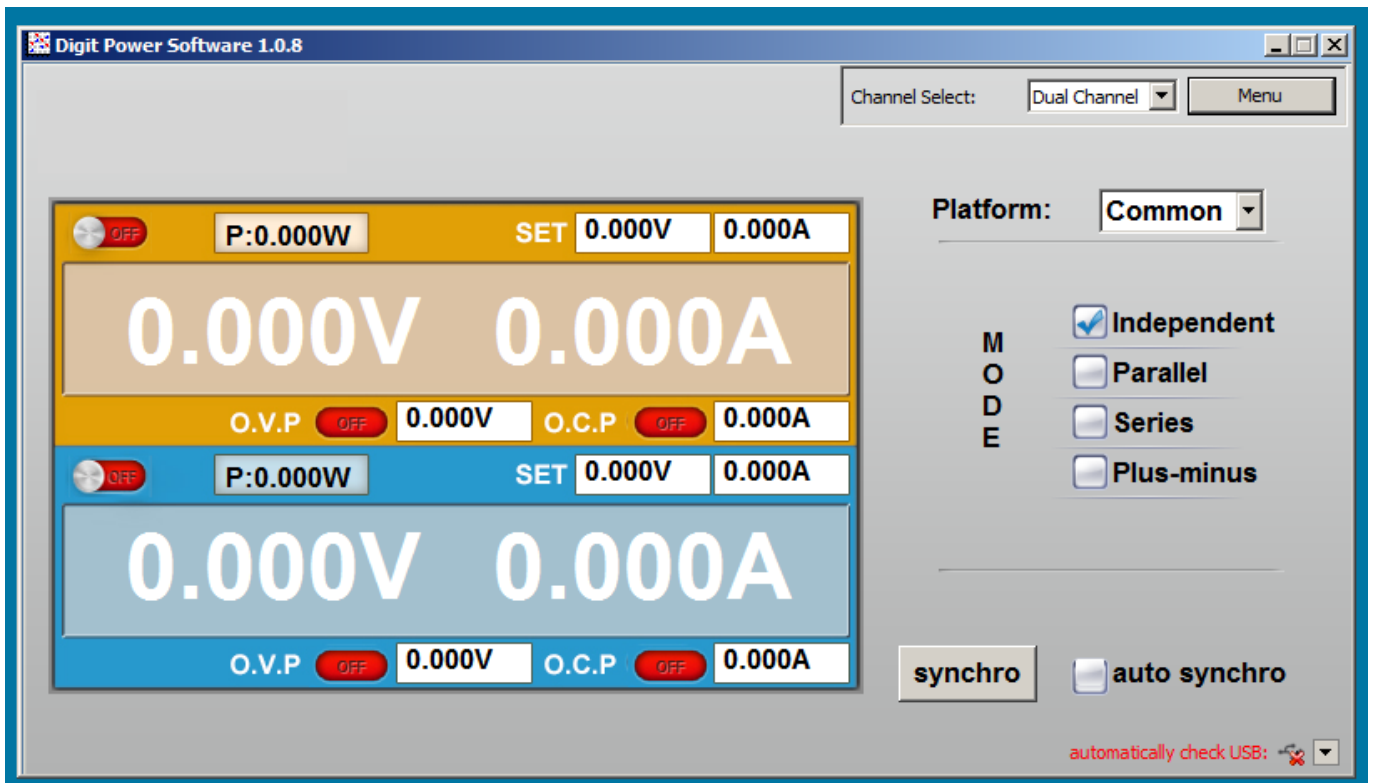 Digit Power Software 1.0.8
Channel Select: Dual Channel Menu
Platform: Common
OFF P:0.000W SET 0.000V 0.000A
0.000V 0.000A
O.V.P OFF 0.000V O.C.P OFF 0.000A
OFF P:0.000W SET 0.000V 0.000A
0.000V 0.000A
O.V.P OFF 0.000V O.C.P OFF 0.000A
MODE
Independent
Parallel
Series
Plus-minus
synchro auto synchro
automatically check USB: